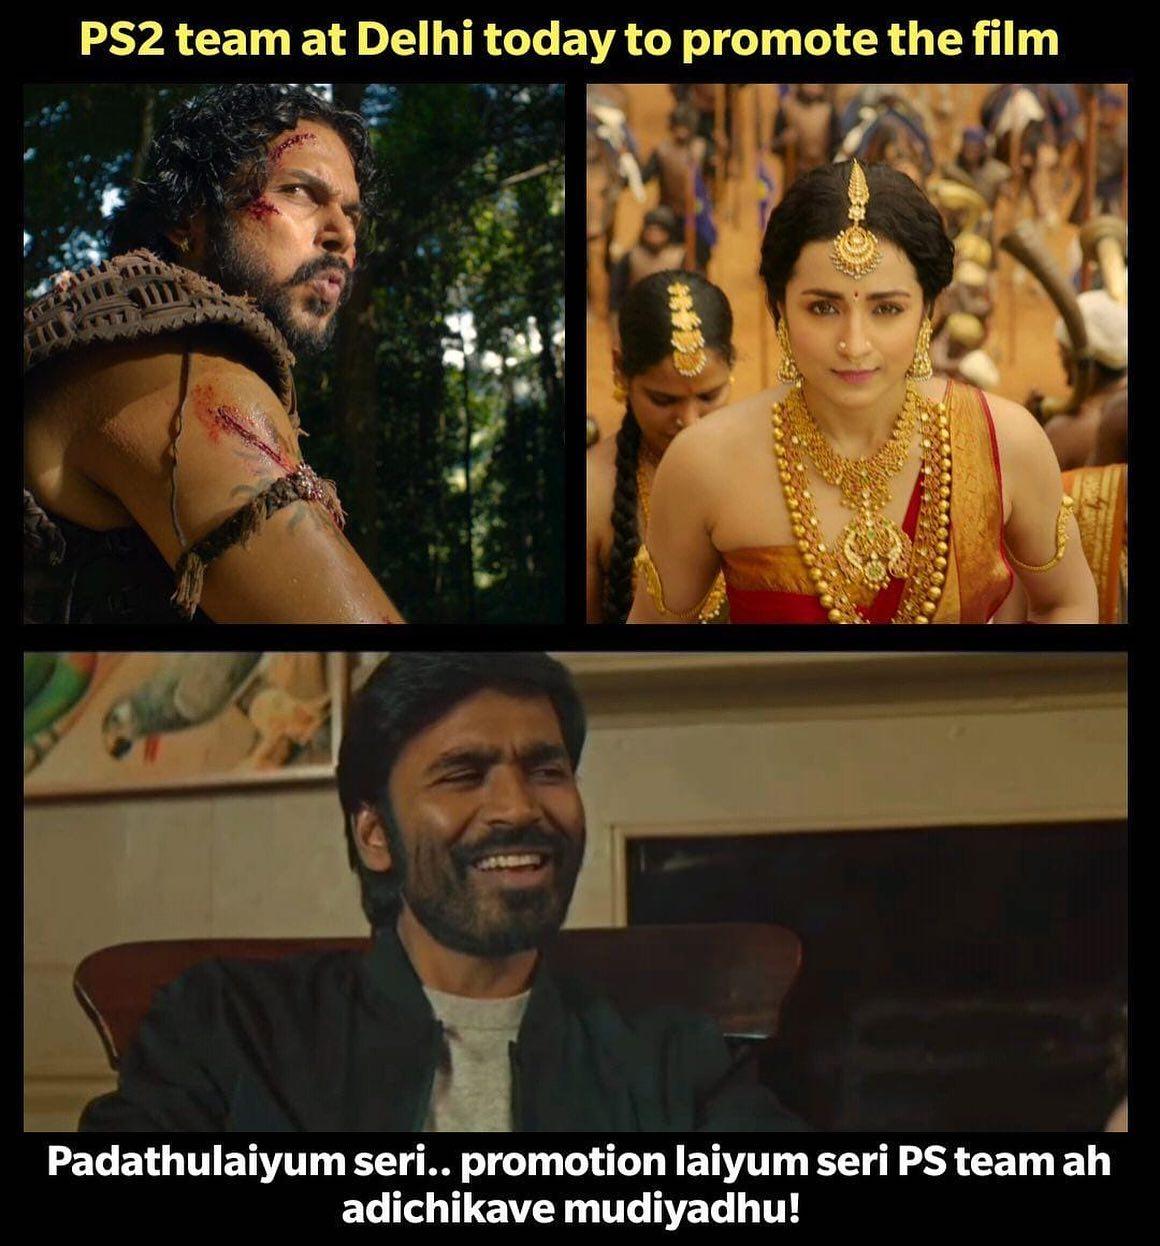 PS2 team at Delhi today to promote the film
Padathulaiyum seri.. promotion laiyum seri PS team ah
adichikave mudiyadhu!